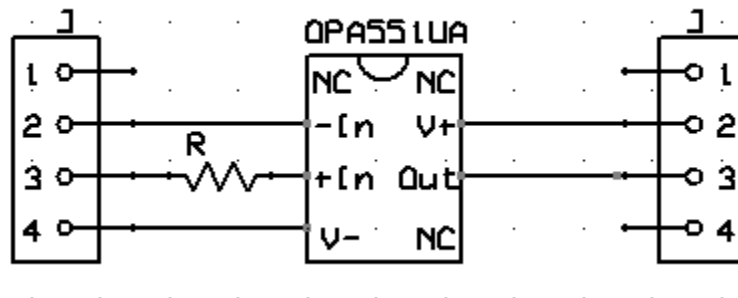 J OPA551UA J
1 NC NC 1
2 -In V+ 2
R
3 +In Out 3
4 V- NC 4